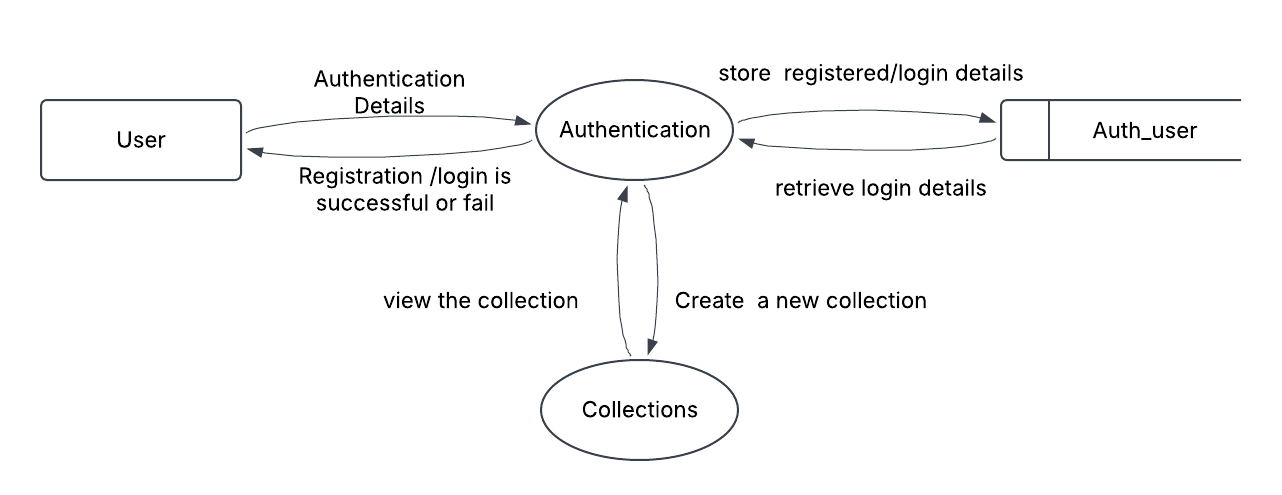 Authentication
Details
store  registered/login details
User
Authentication
Auth_user
Registration /login is
successful or fail
retrieve login details
view the collection
Create  a new collection
Collections